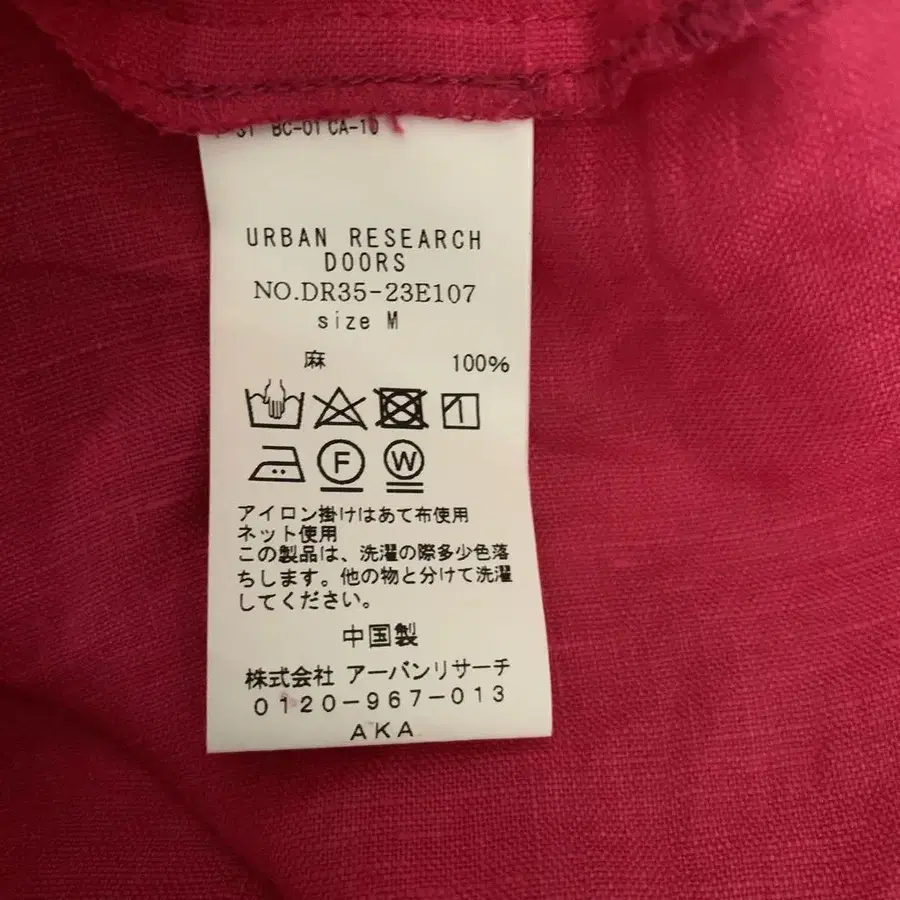 BC-01 CA-10
URBAN RESEARCH
DOORS
NO.DR35-23E107
size M
麻 100%
F W
アイロン掛けはあて布使用
ネット使用
この製品は、洗濯の際多少色落
ちします。他の物と分けて洗濯
してください。
中国製
株式会社 アーバンリサーチ
0120-967-013
AKA